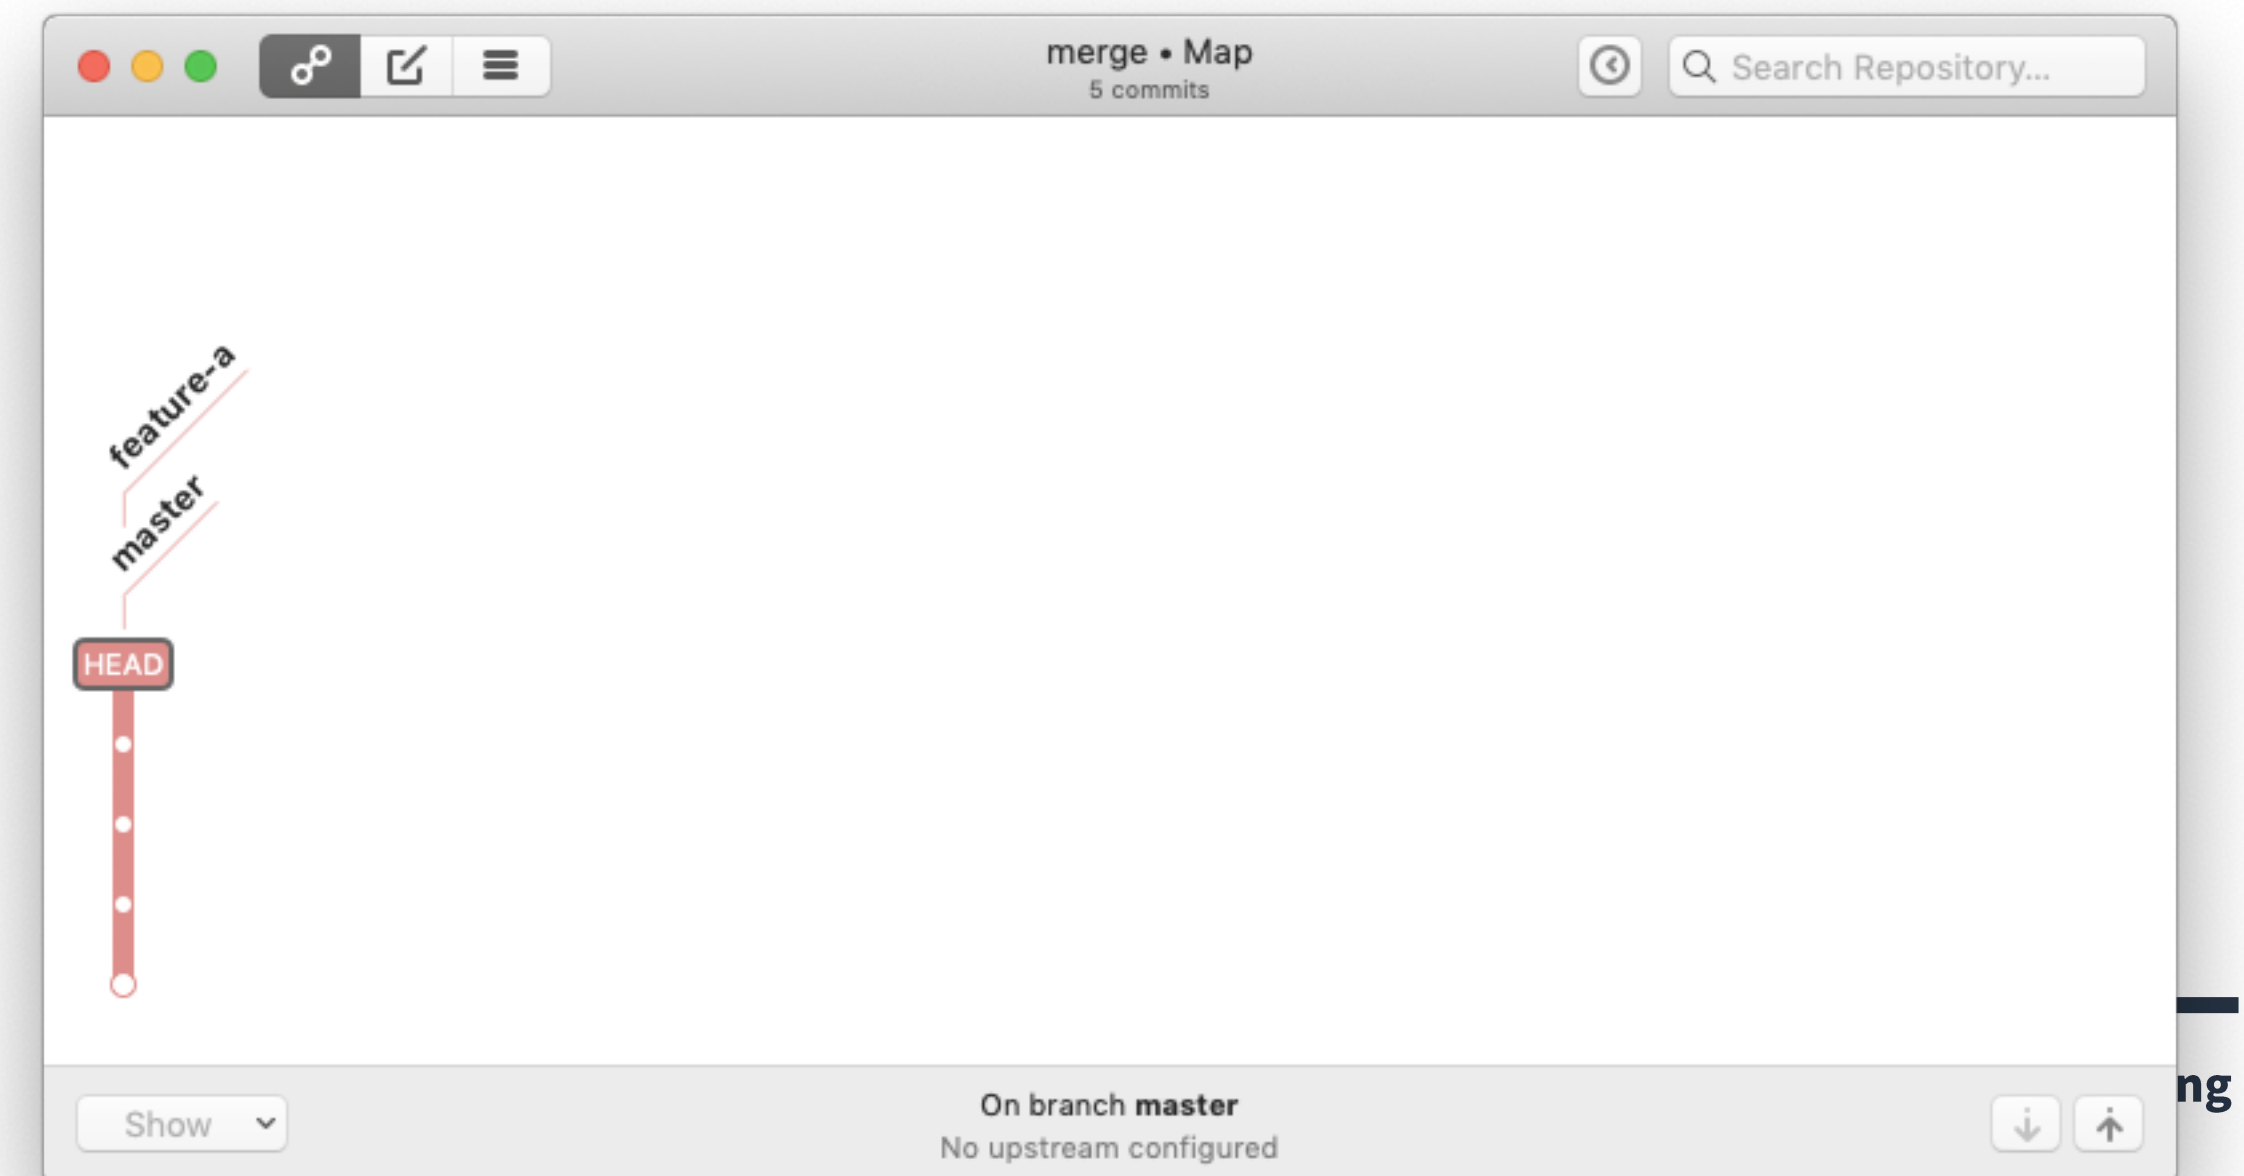 merge • Map
5 commits
Search Repository...
feature-a
master
HEAD
On branch master
No upstream configured
Show
ng